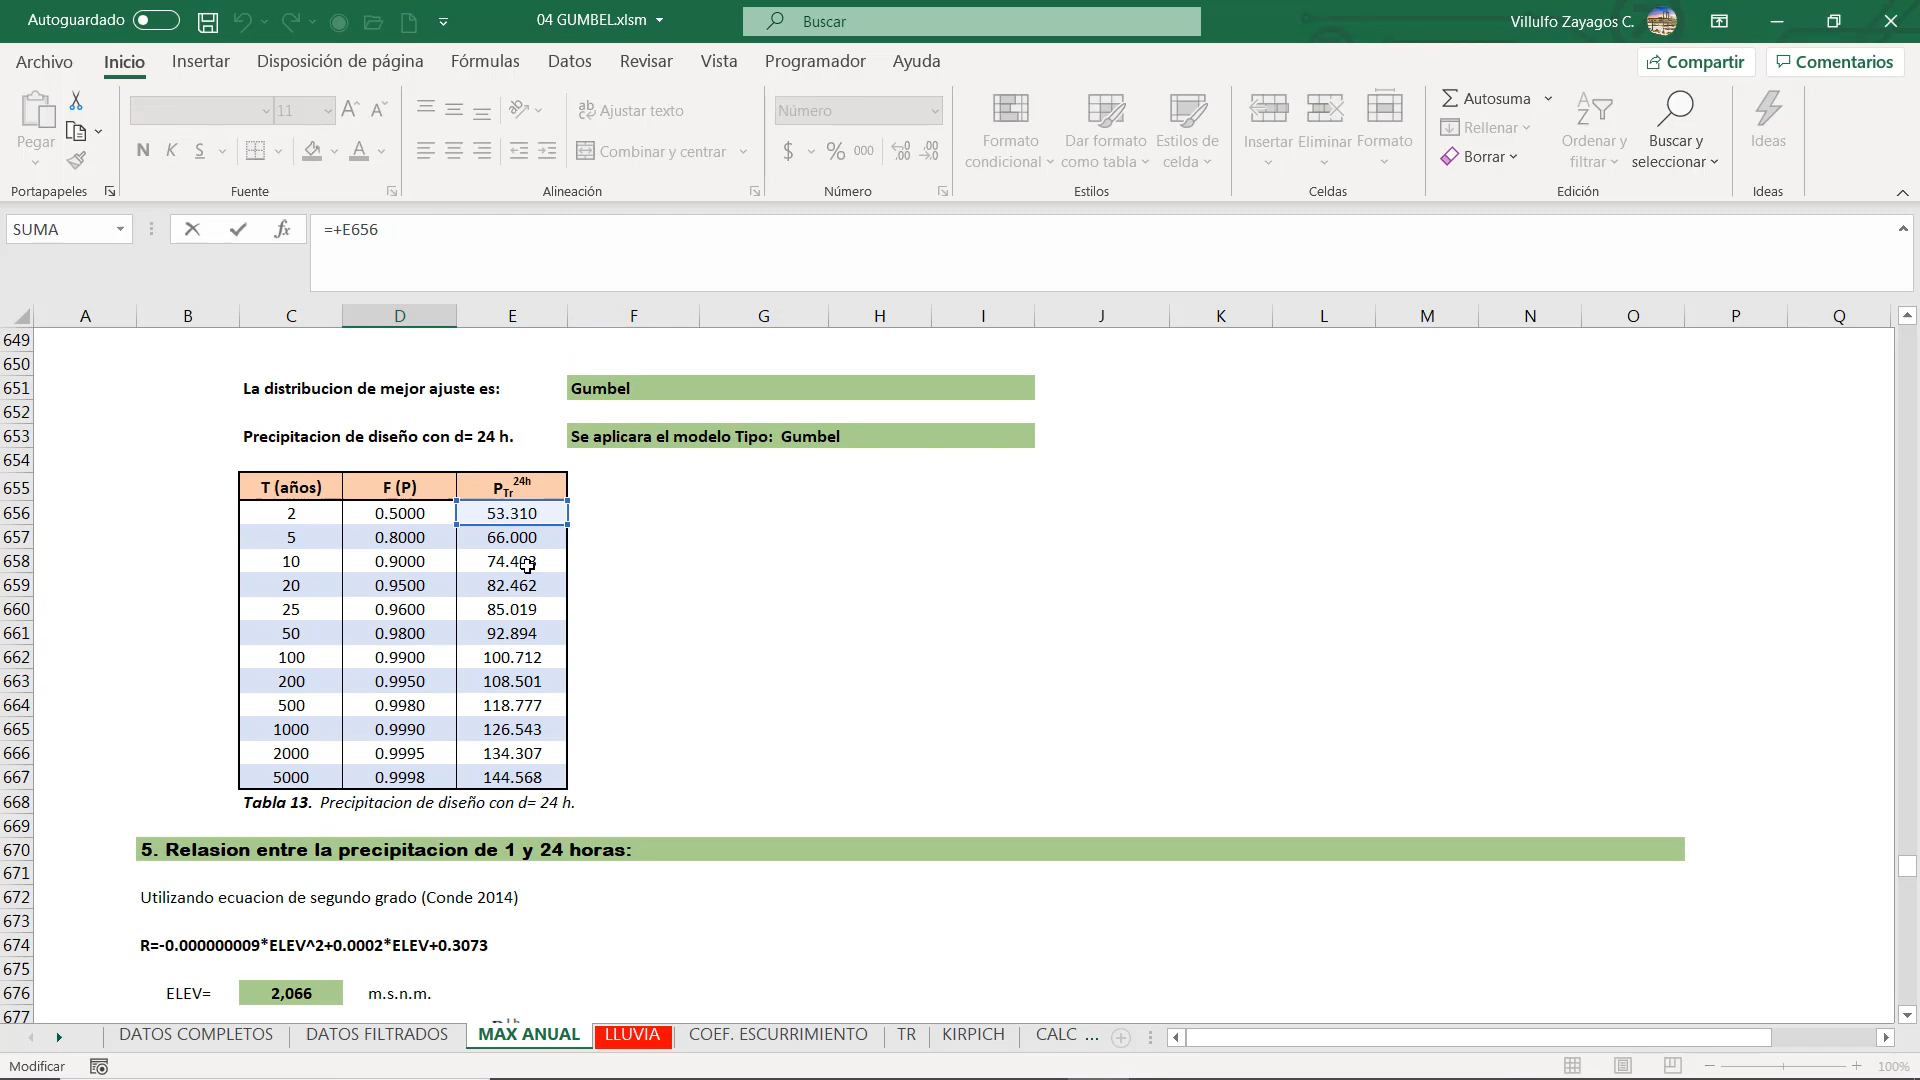 Autoguardado
04 GUMBEL.xlsm
Buscar
Villulfo Zayagos C.
Archivo Inicio Insertar Disposición de página Fórmulas Datos Revisar Vista Programador Ayuda
Compartir Comentarios
Pegar
Portapapeles
11
N K S
Fuente
Ajustar texto
Combinar y centrar
Alineación
Número
$ % 000
Número
Formato condicional
Dar formato como tabla
Estilos de celda
Estilos
Insertar Eliminar Formato
Celdas
Autosuma
Rellenar
Borrar
Ordenar y filtrar
Buscar y seleccionar
Edición
Ideas
Ideas
SUMA
fx
=+E656
A B C D E F G H I J K L M N O P Q
649
650
651 La distribucion de mejor ajuste es: Gumbel
652
653 Precipitacion de diseño con d= 24 h. Se aplicara el modelo Tipo: Gumbel
654
655 T (años) F (P) PTr24h
656 2 0.5000 53.310
657 5 0.8000 66.000
658 10 0.9000
659 20 0.9500 82.462
660 25 0.9600 85.019
661 50 0.9800 92.894
662 100 0.9900 100.712
663 200 0.9950 108.501
664 500 0.9980 118.777
665 1000 0.9990 126.543
666 2000 0.9995 134.307
667 5000 0.9998 144.568
668 Tabla 13. Precipitacion de diseño con d= 24 h.
669
670 5. Relasion entre la precipitacion de 1 y 24 horas:
671
672 Utilizando ecuacion de segundo grado (Conde 2014)
673
674 R=-0.000000009*ELEV^2+0.0002*ELEV+0.3073
675
676 ELEV= 2,066 m.s.n.m.
677
DATOS COMPLETOS DATOS FILTRADOS MAX ANUAL LLUVIA COEF. ESCURRIMIENTO TR KIRPICH CALC ...
Modificar
100%